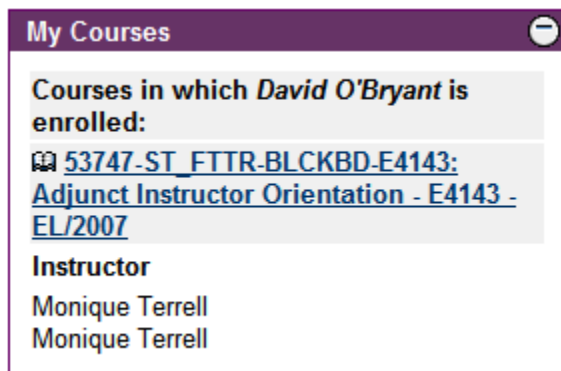 My Courses
Courses in which David O'Bryant is
enrolled:
53747-ST_FTTR-BLCKBD-E4143:
Adjunct Instructor Orientation - E4143 -
EL/2007
Instructor
Monique Terrell
Monique Terrell